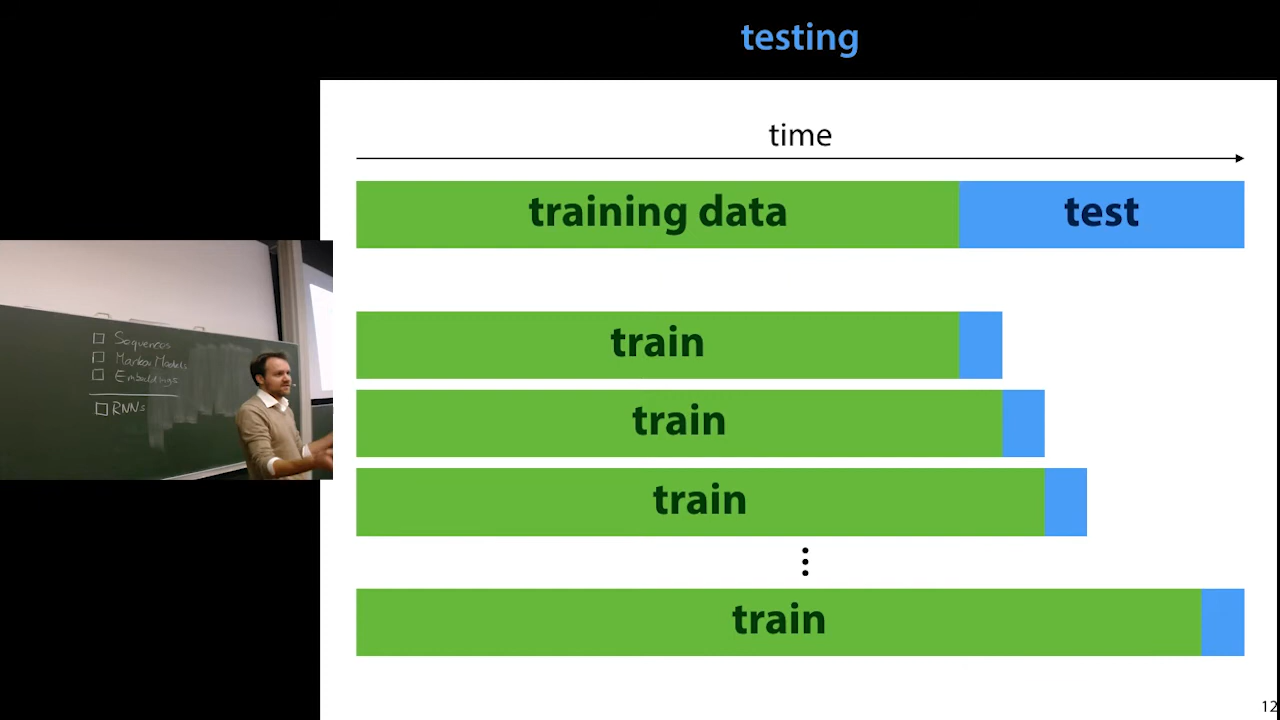 testing
time
training data test
train
train
train
train
12
Sequences
Markov Models
Embeddings
RNNs